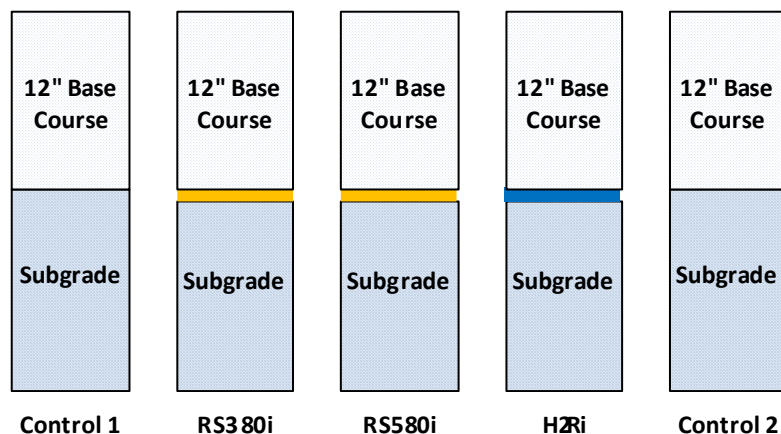 12" Base
Course
12" Base
Course
12" Base
Course
12" Base
Course
12" Base
Course
Subgrade
Subgrade
Subgrade
Subgrade
Subgrade
Control 1
RS380i
RS580i
H2Ri
Control 2